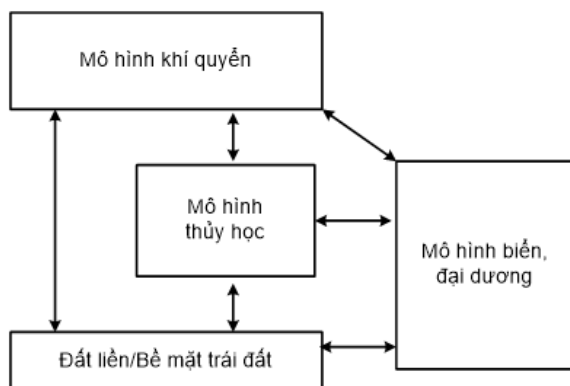 Mô hình khí quyển
Mô hình
thủy học
Mô hình biển,
đại dương
Đất liền/Bề mặt trái đất